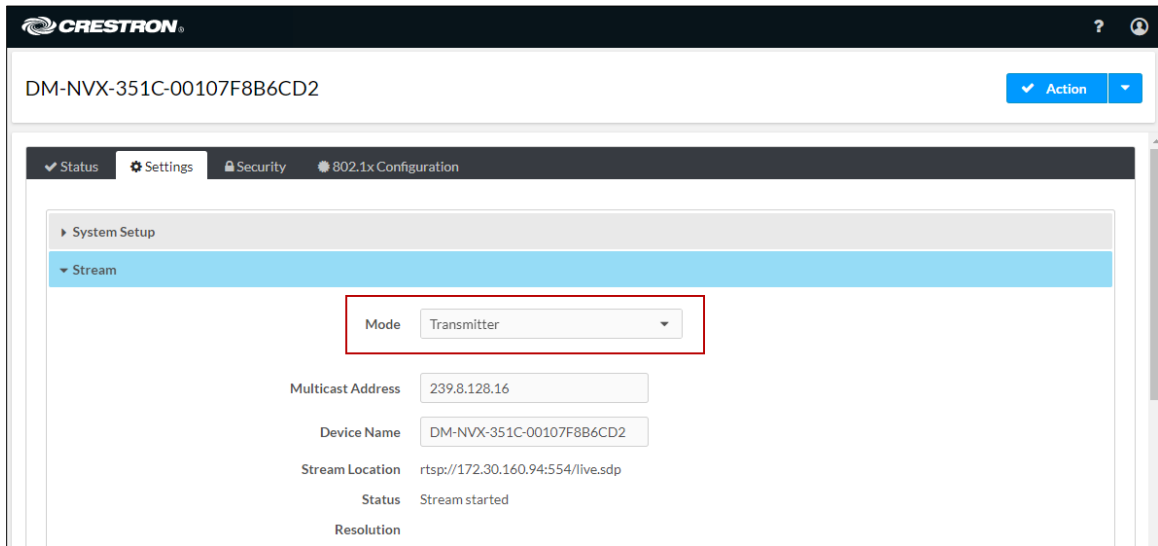 CRESTRON®
?
DM-NVX-351C-00107F8B6CD2
Action
Status Settings Security 802.1x Configuration
System Setup
Stream
Mode Transmitter
Multicast Address 239.8.128.16
Device Name DM-NVX-351C-00107F8B6CD2
Stream Location rtsp://172.30.160.94:554/live.sdp
Status Stream started
Resolution